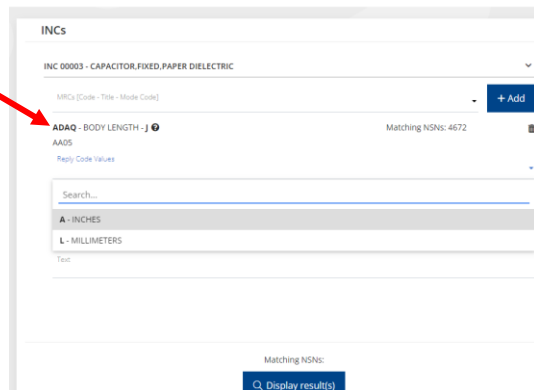 INCs
INC 00003 - CAPACITOR,FIXED,PAPER DIELECTRIC
MRCs [Code - Title - Mode Code]
+ Add
ADAQ - BODY LENGTH - J ? Matching NSNs: 4672
AA05
Reply Code Values
Search...
A - INCHES
L - MILLIMETERS
Text
Matching NSNs:
Display result(s)